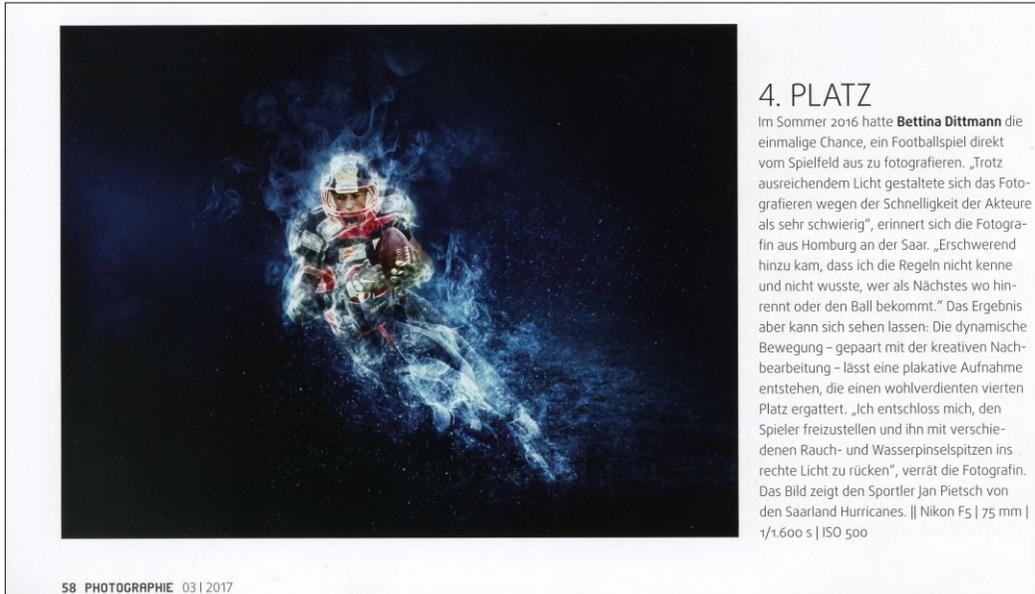 4. PLATZ
Im Sommer 2016 hatte Bettina Dittmann die
einmalige Chance, ein Footballspiel direkt
vom Spielfeld aus zu fotografieren. „Trotz
ausreichendem Licht gestaltete sich das Foto-
grafieren wegen der Schnelligkeit der Akteure
als sehr schwierig“, erinnert sich die Fotogra-
fin aus Homburg an der Saar. „Erschwerend
hinzu kam, dass ich die Regeln nicht kenne
und nicht wusste, wer als Nächstes wo hin-
rennt oder den Ball bekommt.“ Das Ergebnis
aber kann sich sehen lassen: Die dynamische
Bewegung – gepaart mit der kreativen Nach-
bearbeitung – lässt eine plakative Aufnahme
entstehen, die einen wohlverdienten vierten
Platz ergattert. „Ich entschloss mich, den
Spieler freizustellen und ihn mit verschie-
denen Rauch- und Wasserpinselspitzen ins
rechte Licht zu rücken“, verrät die Fotografin.
Das Bild zeigt den Sportler Jan Pietsch von
den Saarland Hurricanes. || Nikon F5 | 75 mm |
1/1.600 s | ISO 500
58 PHOTOGRAPHIE 03 | 2017